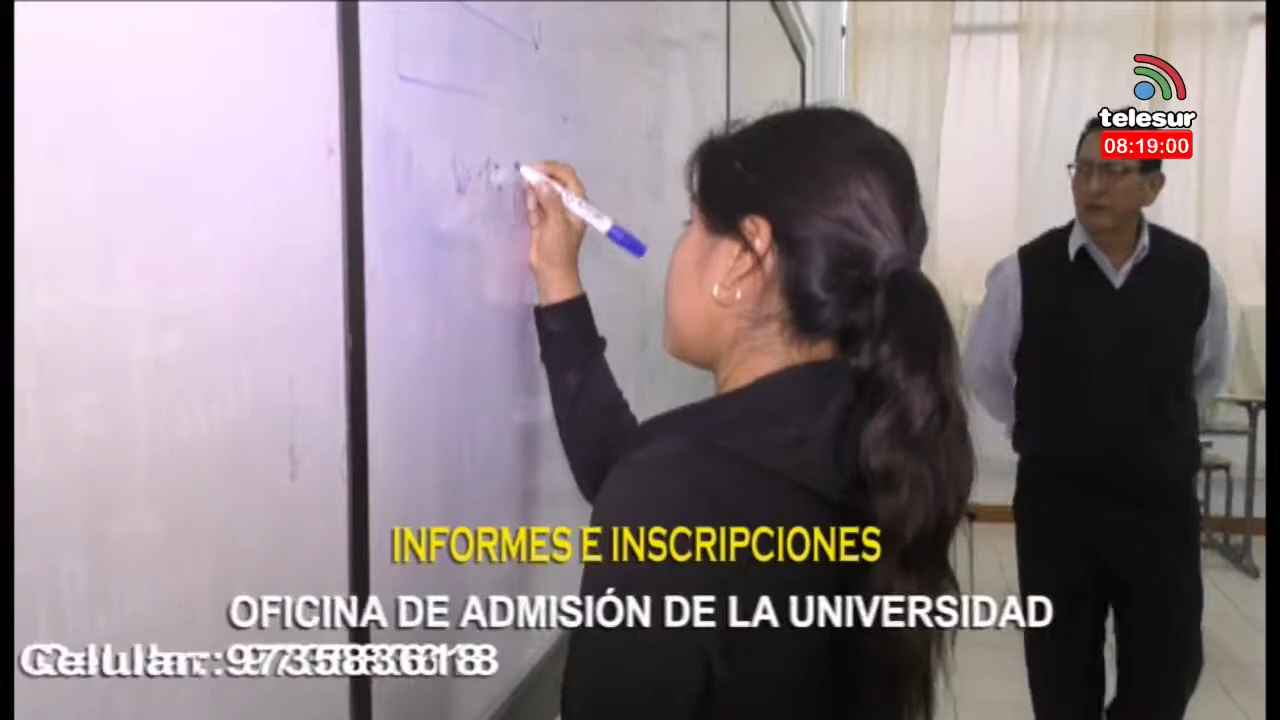 telesur
08:19:00
INFORMES E INSCRIPCIONES
OFICINA DE ADMISIÓN DE LA UNIVERSIDAD
Celular: